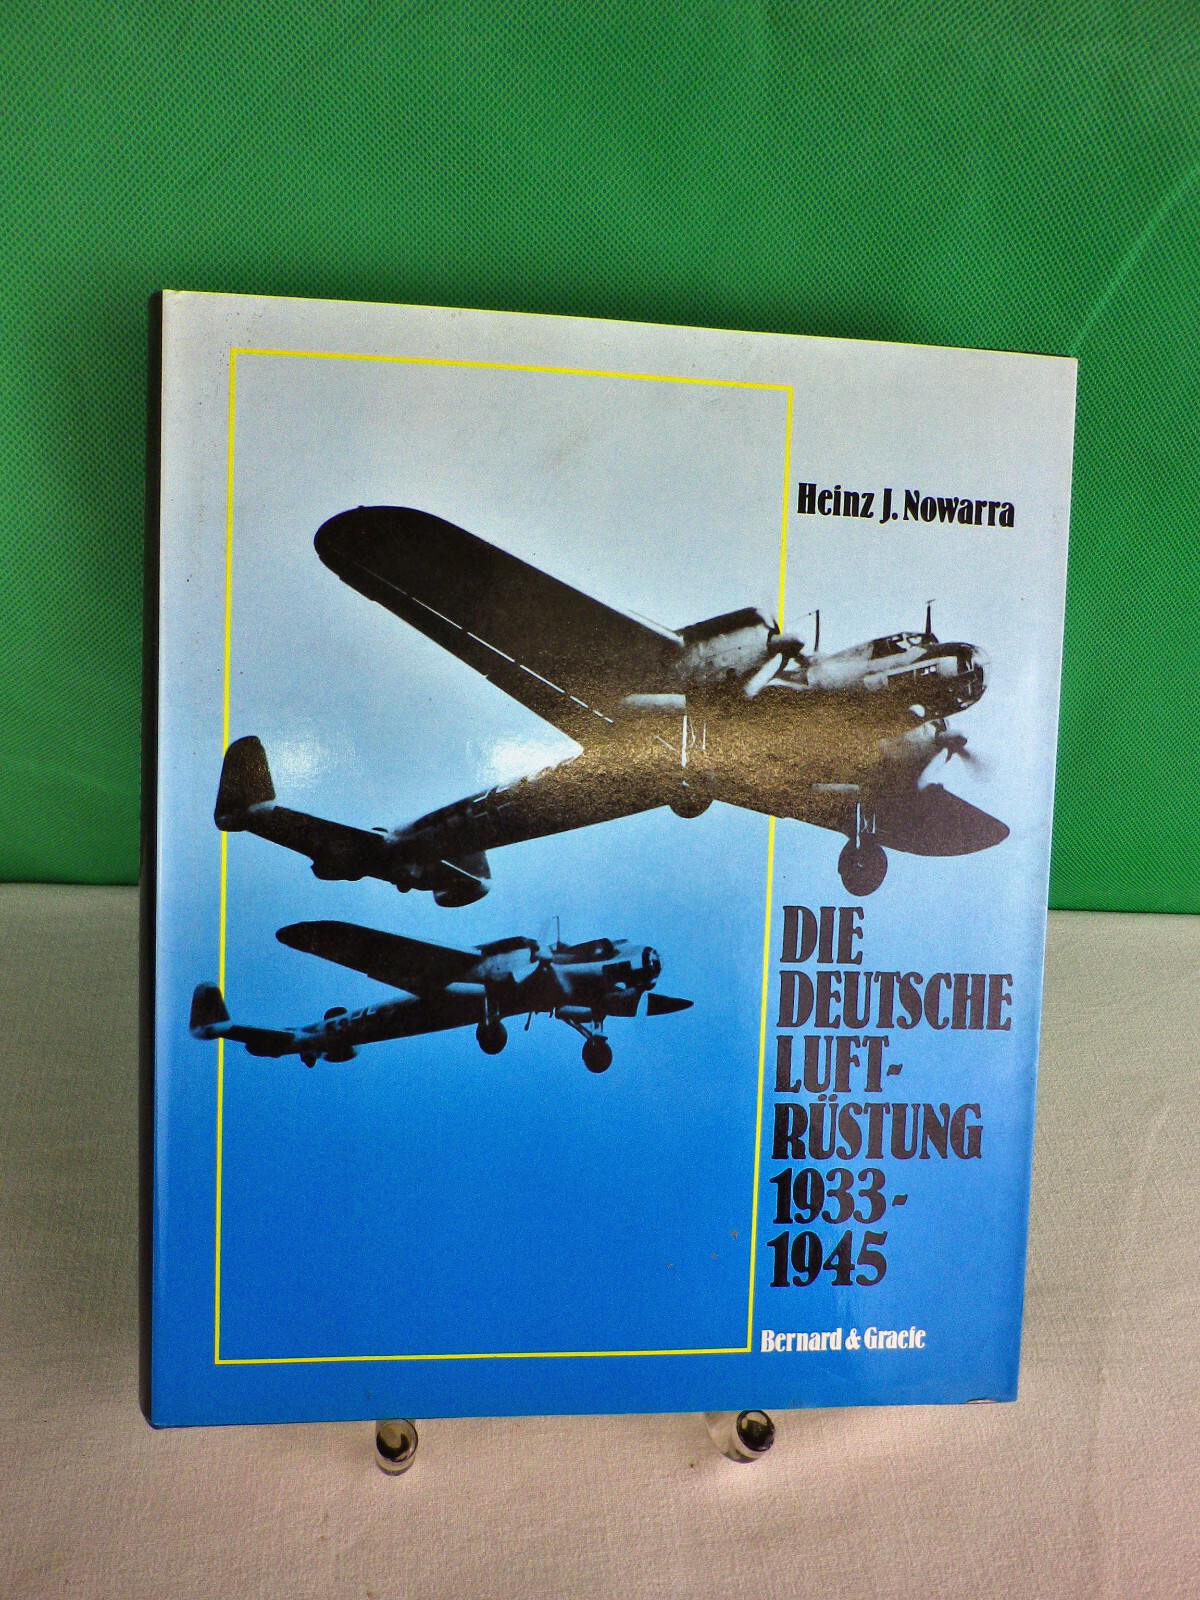 Heinz J. Nowarra
DIE
DEUTSCHE
LUFT-
RÜSTUNG
1933-
1945
Bernard & Graefe